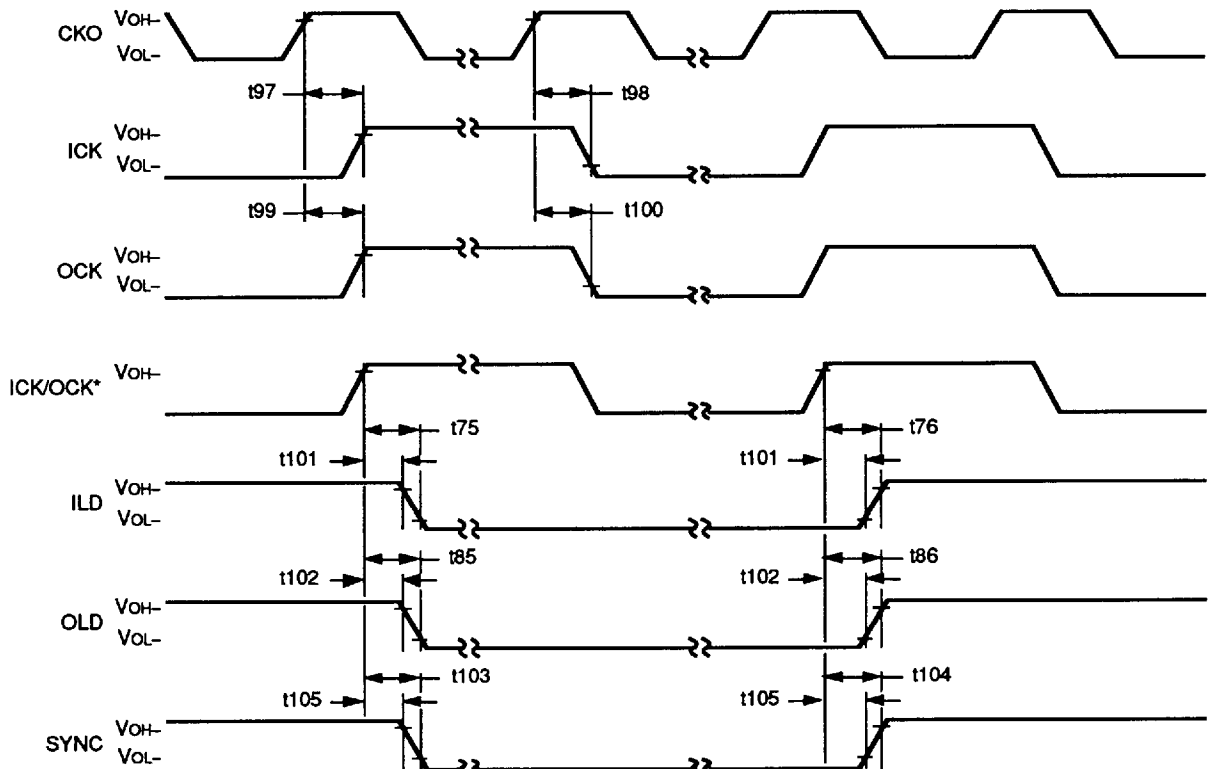 CKO VOH–
VOL–
t97 t98
ICK VOH–
VOL–
t99 t100
OCK VOH–
VOL–
ICK/OCK* VOH–
t75 t76
t101 t101
ILD VOH–
VOL–
t85 t86
t102 t102
OLD VOH–
VOL–
t103 t104
t105 t105
SYNC VOH–
VOL–